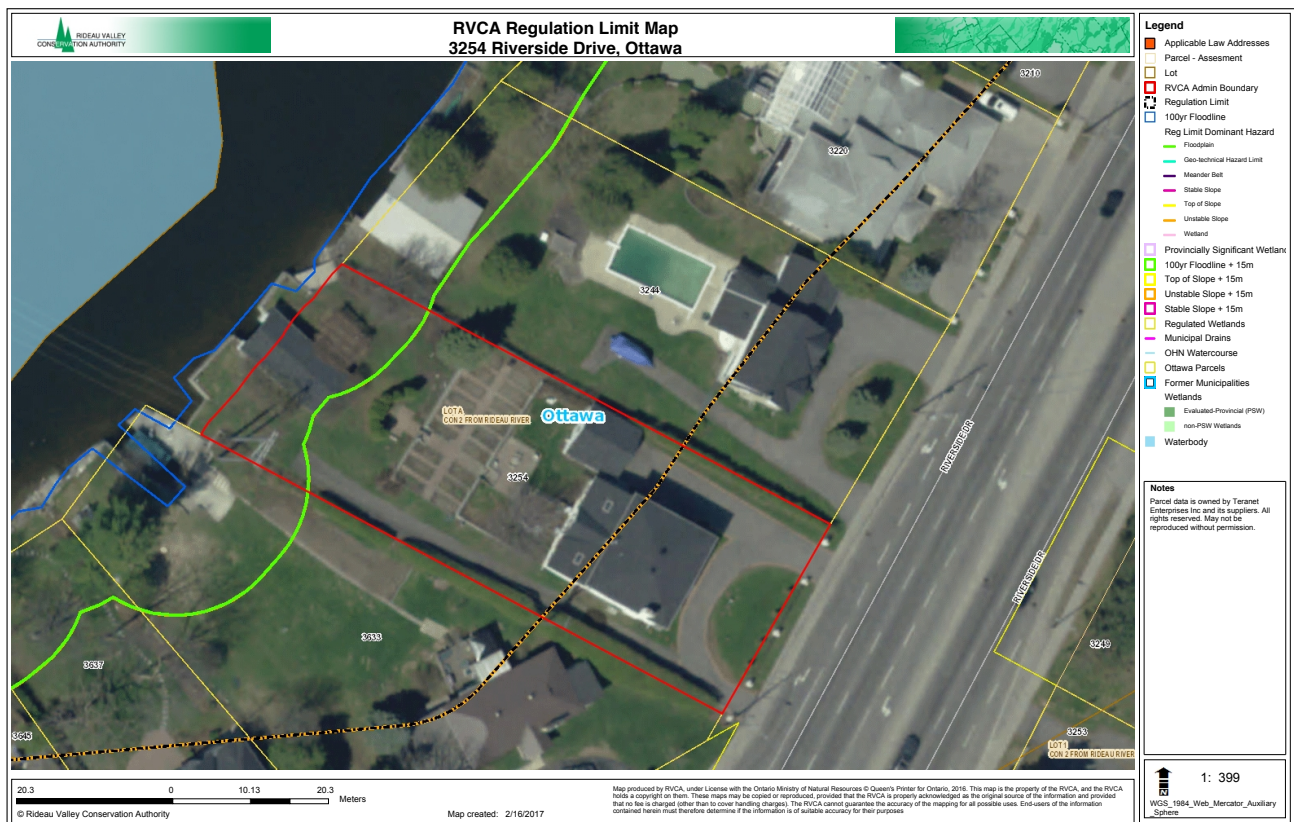 RIDEAU VALLEY
CONSERVATION AUTHORITY
RVCA Regulation Limit Map
3254 Riverside Drive, Ottawa
3210
3220
3244
LOT A
CON 2 FROM RIDEAU RIVER
Ottawa
3254
RIVERSIDE DR
RIVERSIDE DR
3633
3637
3645
3249
3253
LOT 1
CON 2 FROM RIDEAU RIVER
Legend
Applicable Law Addresses
Parcel - Assesment
Lot
RVCA Admin Boundary
Regulation Limit
100yr Floodline
Reg Limit Dominant Hazard
Floodplain
Geo-technical Hazard Limit
Meander Belt
Stable Slope
Top of Slope
Unstable Slope
Wetland
Provincially Significant Wetland
100yr Floodline + 15m
Top of Slope + 15m
Unstable Slope + 15m
Stable Slope + 15m
Regulated Wetlands
Municipal Drains
OHN Watercourse
Ottawa Parcels
Former Municipalities
Wetlands
Evaluated-Provincial (PSW)
non-PSW Wetlands
Waterbody
Notes
Parcel data is owned by Teranet
Enterprises Inc and its suppliers. All
rights reserved. May not be
reproduced without permission.
20.3 0 10.13 20.3
Meters
© Rideau Valley Conservation Authority
Map created: 2/16/2017
Map produced by RVCA, under License with the Ontario Ministry of Natural Resources © Queen's Printer for Ontario, 2016. This map is the property of the RVCA, and the RVCA
holds a copyright on them. These maps may be copied or reproduced, provided that the RVCA is properly acknowledged as the original source of the information and provided
that no fee is charged (other than to cover handling charges). The RVCA cannot guarantee the accuracy of the mapping for all possible uses. End-users of the information
contained herein must therefore determine if the information is of suitable accuracy for their purposes
N
1: 399
WGS_1984_Web_Mercator_Auxiliary
_Sphere